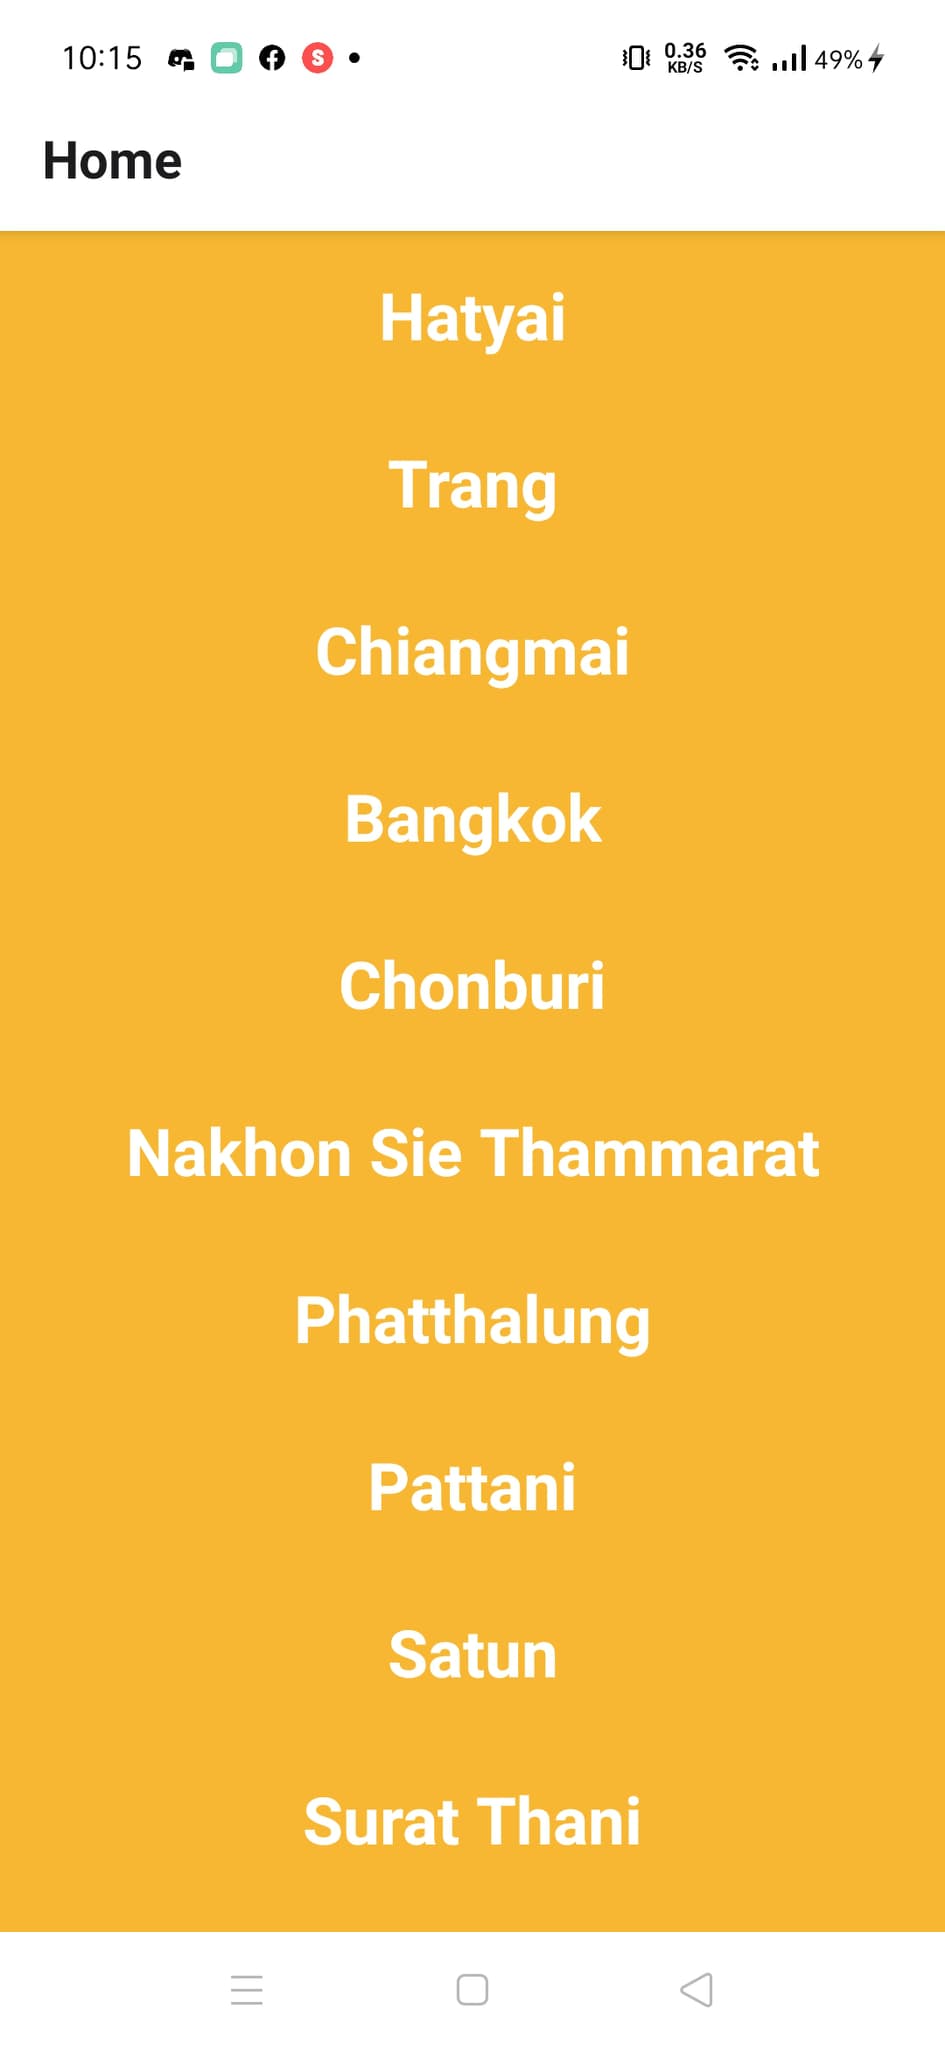 10:15
0.36
KB/S
49%
Home
Hatyai
Trang
Chiangmai
Bangkok
Chonburi
Nakhon Sie Thammarat
Phatthalung
Pattani
Satun
Surat Thani